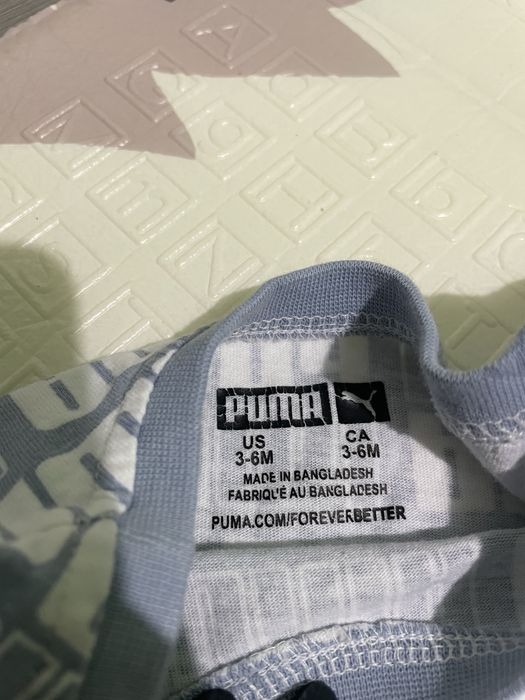 PUMA
US CA
3-6M 3-6M
MADE IN BANGLADESH
FABRIQUÉ AU BANGLADESH
PUMA.COM/FOREVERBETTER